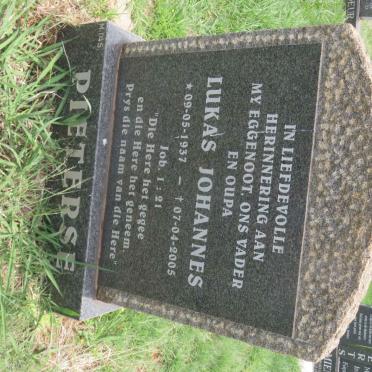 IN LIEFDEVOLLE
HERINNERING AAN
MY EGGENOOT, ONS VADER
EN OUPA
LUKAS JOHANNES
★09-05-1937 – †07-04-2005
Job. 1 : 21
"Die Here het gegee
en die Here het geneem
Prys die naam van die Here"
PIETERSE